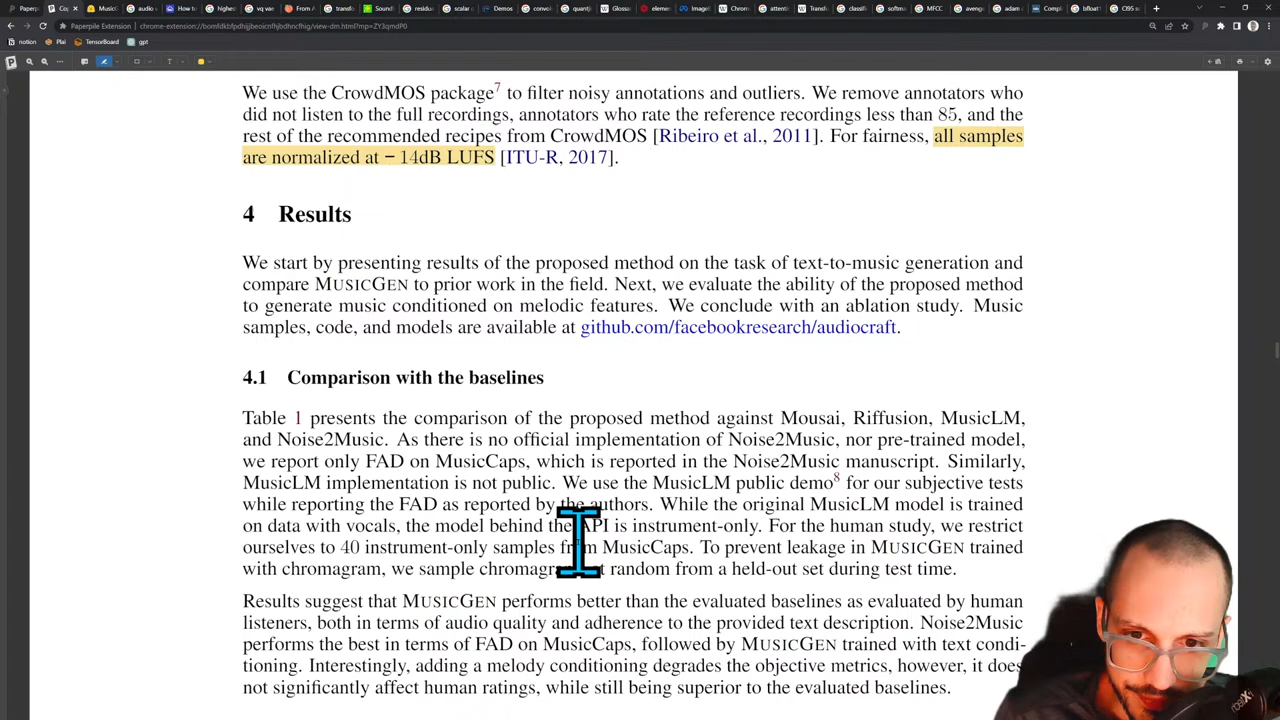 Paperpile Extension | chrome-extension://bomfdkbfpdhijjbeoicnfhjbdhncfhig/view-dm.html?mp=ZY3qmdP0
notion Plai TensorBoard gpt
We use the CrowdMOS package7 to filter noisy annotations and outliers. We remove annotators who
did not listen to the full recordings, annotators who rate the reference recordings less than 85, and the
rest of the recommended recipes from CrowdMOS [Ribeiro et al., 2011]. For fairness, all samples
are normalized at − 14dB LUFS [ITU-R, 2017].
4 Results
We start by presenting results of the proposed method on the task of text-to-music generation and
compare MUSICGEN to prior work in the field. Next, we evaluate the ability of the proposed method
to generate music conditioned on melodic features. We conclude with an ablation study. Music
samples, code, and models are available at github.com/facebookresearch/audiocraft.
4.1 Comparison with the baselines
Table 1 presents the comparison of the proposed method against Mousai, Riffusion, MusicLM,
and Noise2Music. As there is no official implementation of Noise2Music, nor pre-trained model,
we report only FAD on MusicCaps, which is reported in the Noise2Music manuscript. Similarly,
MusicLM implementation is not public. We use the MusicLM public demo8 for our subjective tests
while reporting the FAD as reported by the authors. While the original MusicLM model is trained
on data with vocals, the model behind the API is instrument-only. For the human study, we restrict
ourselves to 40 instrument-only samples from MusicCaps. To prevent leakage in MUSICGEN trained
with chromagram, we sample chromagrams at random from a held-out set during test time.
Results suggest that MUSICGEN performs better than the evaluated baselines as evaluated by human
listeners, both in terms of audio quality and adherence to the provided text description. Noise2Music
performs the best in terms of FAD on MusicCaps, followed by MUSICGEN trained with text condi-
tioning. Interestingly, adding a melody conditioning degrades the objective metrics, however, it does
not significantly affect human ratings, while still being superior to the evaluated baselines.